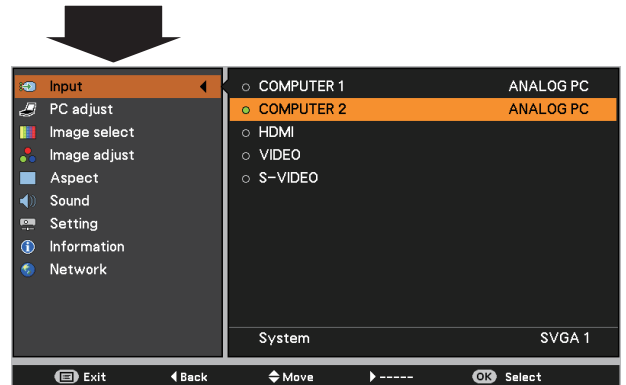 Input
PC adjust
Image select
Image adjust
Aspect
Sound
Setting
Information
Network
COMPUTER 1 ANALOG PC
COMPUTER 2 ANALOG PC
HDMI
VIDEO
S-VIDEO
System SVGA 1
Exit Back Move ----- OK Select